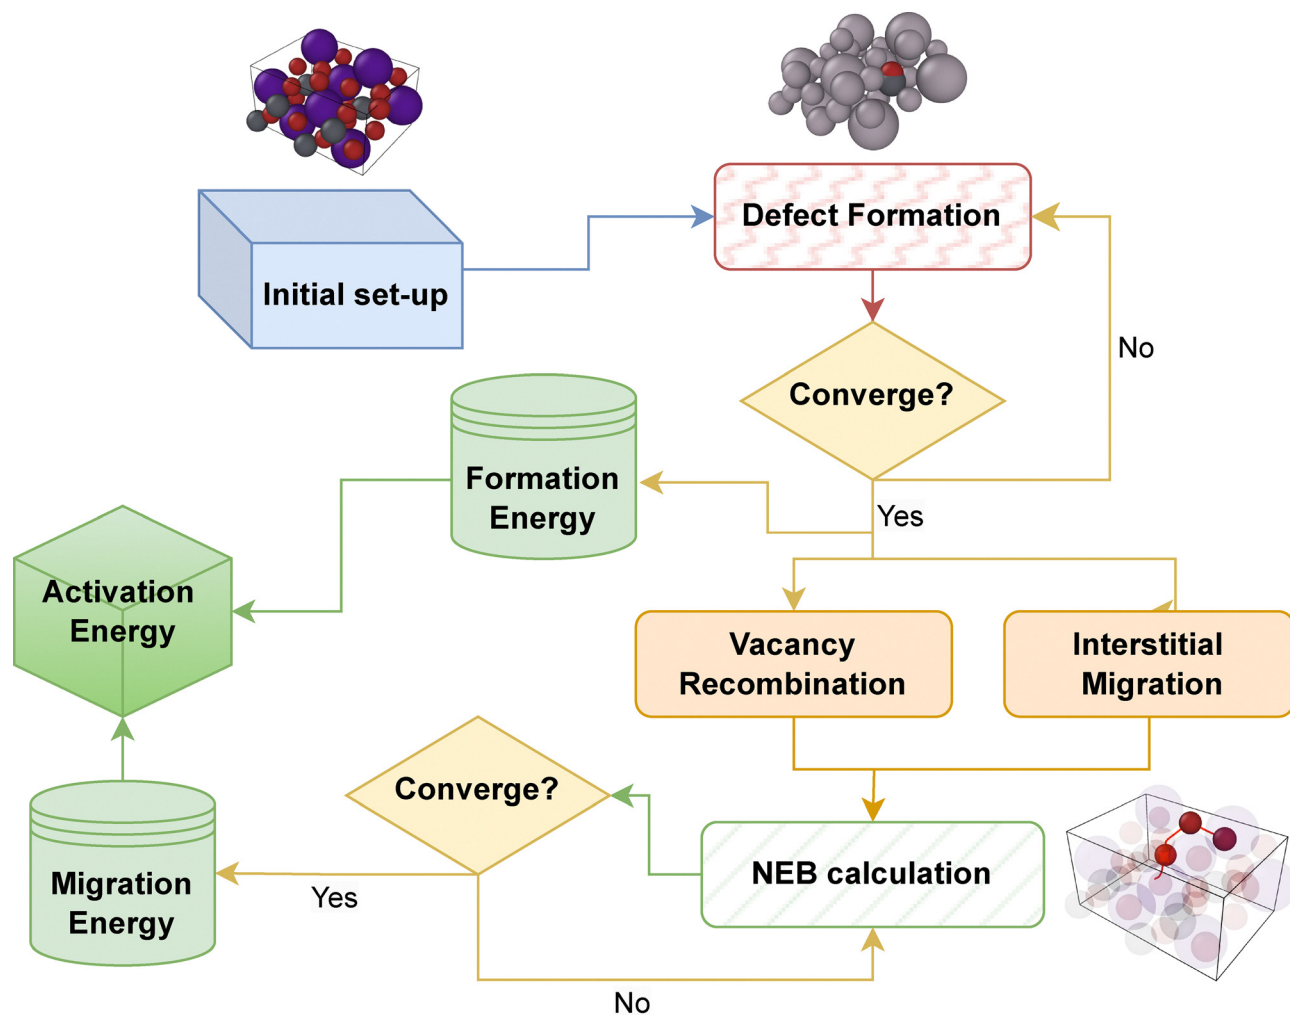 Defect Formation
Initial set-up
No
Converge?
Formation
Energy
Yes
Activation
Energy
Vacancy
Recombination
Interstitial
Migration
Converge?
NEB calculation
Migration
Energy
Yes
No